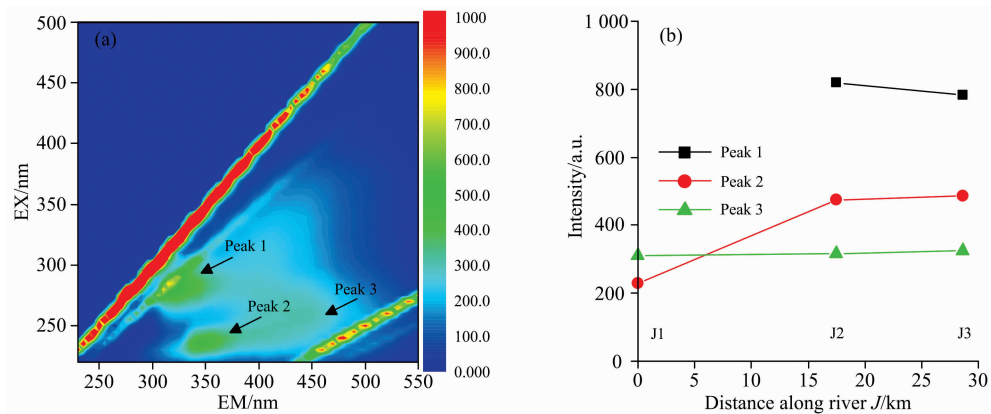 (a)
EX/nm
500
450
400
350
300
250
Peak 1
Peak 2
Peak 3
250
300
350
400
450
500
550
EM/nm
1000
900.0
800.0
700.0
600.0
500.0
400.0
300.0
200.0
100.0
0.000
(b)
Intensity/a.u.
1 000
800
600
400
200
0
Peak 1
Peak 2
Peak 3
J1
J2
J3
0
5
10
15
20
25
30
Distance along river J/km